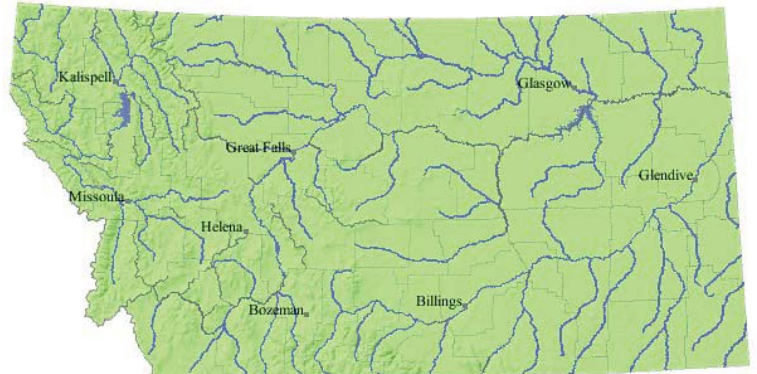 Kalispell
Glasgow
Great Falls
Glendive
Missoula
Helena
Billings
Bozeman